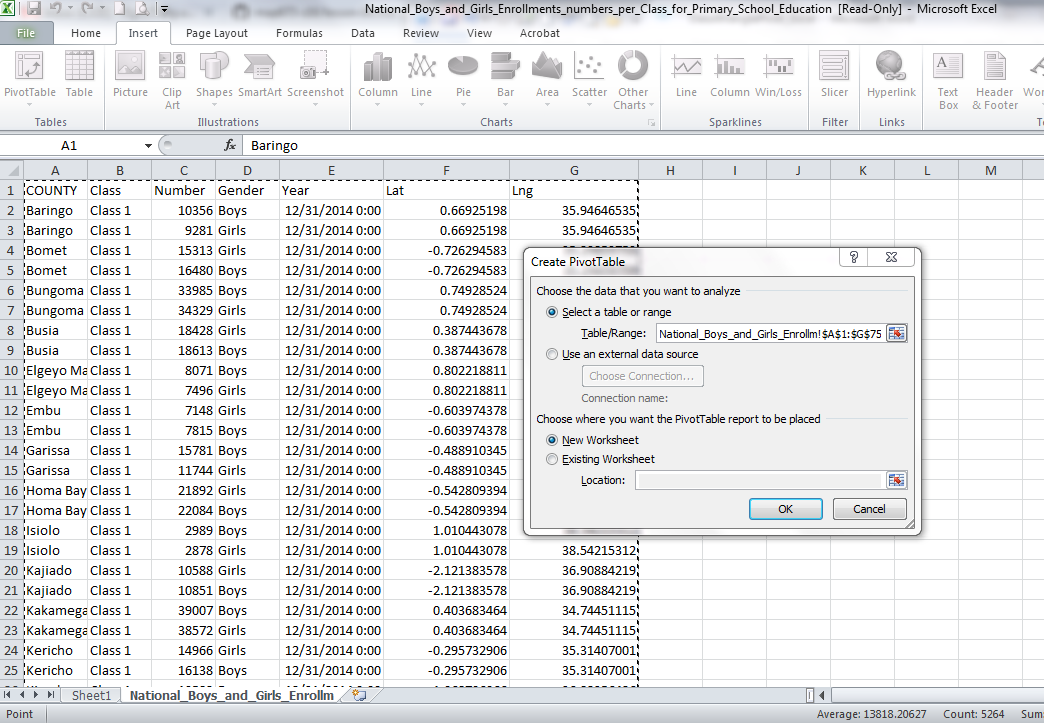 National_Boys_and_Girls_Enrollments_numbers_per_Class_for_Primary_School_Education [Read-Only] - Microsoft Excel
File Home Insert Page Layout Formulas Data Review View Acrobat
PivotTable Table Picture Clip Art Shapes SmartArt Screenshot Column Line Pie Bar Area Scatter Other Charts Line Column Win/Loss Slicer Hyperlink Text Box Header & Footer
Tables Illustrations Charts Sparklines Filter Links
A1 fx Baringo
A B C D E F G H I J K L M
1 COUNTY Class Number Gender Year Lat Lng
2 Baringo Class 1 10356 Boys 12/31/2014 0:00 0.66925198 35.94646535
3 Baringo Class 1 9281 Girls 12/31/2014 0:00 0.66925198 35.94646535
4 Bomet Class 1 15313 Girls 12/31/2014 0:00 -0.726294583
5 Bomet Class 1 16480 Boys 12/31/2014 0:00 -0.726294583
6 Bungoma Class 1 33985 Boys 12/31/2014 0:00 0.74928524
7 Bungoma Class 1 34329 Girls 12/31/2014 0:00 0.74928524
8 Busia Class 1 18428 Girls 12/31/2014 0:00 0.387443678
9 Busia Class 1 18613 Boys 12/31/2014 0:00 0.387443678
10 Elgeyo Ma Class 1 8071 Boys 12/31/2014 0:00 0.802218811
11 Elgeyo Ma Class 1 7496 Girls 12/31/2014 0:00 0.802218811
12 Embu Class 1 7148 Girls 12/31/2014 0:00 -0.603974378
13 Embu Class 1 7815 Boys 12/31/2014 0:00 -0.603974378
14 Garissa Class 1 15781 Boys 12/31/2014 0:00 -0.488910345
15 Garissa Class 1 11744 Girls 12/31/2014 0:00 -0.488910345
16 Homa Bay Class 1 21892 Girls 12/31/2014 0:00 -0.542809394
17 Homa Bay Class 1 22084 Boys 12/31/2014 0:00 -0.542809394
18 Isiolo Class 1 2989 Boys 12/31/2014 0:00 1.010443078
19 Isiolo Class 1 2878 Girls 12/31/2014 0:00 1.010443078 38.54215312
20 Kajiado Class 1 10588 Girls 12/31/2014 0:00 -2.121383578 36.90884219
21 Kajiado Class 1 10851 Boys 12/31/2014 0:00 -2.121383578 36.90884219
22 Kakamega Class 1 39007 Boys 12/31/2014 0:00 0.403683464 34.74451115
23 Kakamega Class 1 38572 Girls 12/31/2014 0:00 0.403683464 34.74451115
24 Kericho Class 1 14966 Girls 12/31/2014 0:00 -0.295732906 35.31407001
25 Kericho Class 1 16138 Boys 12/31/2014 0:00 -0.295732906 35.31407001
Create PivotTable
Choose the data that you want to analyze
Select a table or range
Table/Range: National_Boys_and_Girls_Enrollm!$A$1:$G$75
Use an external data source
Choose Connection...
Connection name:
Choose where you want the PivotTable report to be placed
New Worksheet
Existing Worksheet
Location:
OK Cancel
Sheet1 National_Boys_and_Girls_Enrollm
Point Average: 13818.20627 Count: 5264